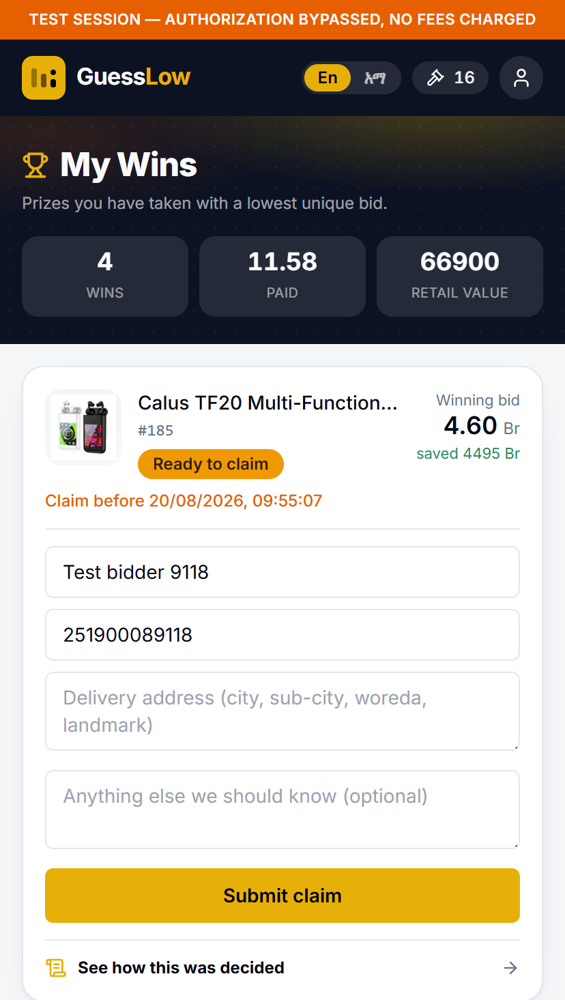 TEST SESSION — AUTHORIZATION BYPASSED, NO FEES CHARGED
GuessLow
En
አማ
16
My Wins
Prizes you have taken with a lowest unique bid.
4
WINS
11.58
PAID
66900
RETAIL VALUE
Calus TF20 Multi-Function...
#185
Ready to claim
Winning bid
4.60 Br
saved 4495 Br
Claim before 20/08/2026, 09:55:07
Test bidder 9118
251900089118
Delivery address (city, sub-city, woreda,
landmark)
Anything else we should know (optional)
Submit claim
See how this was decided